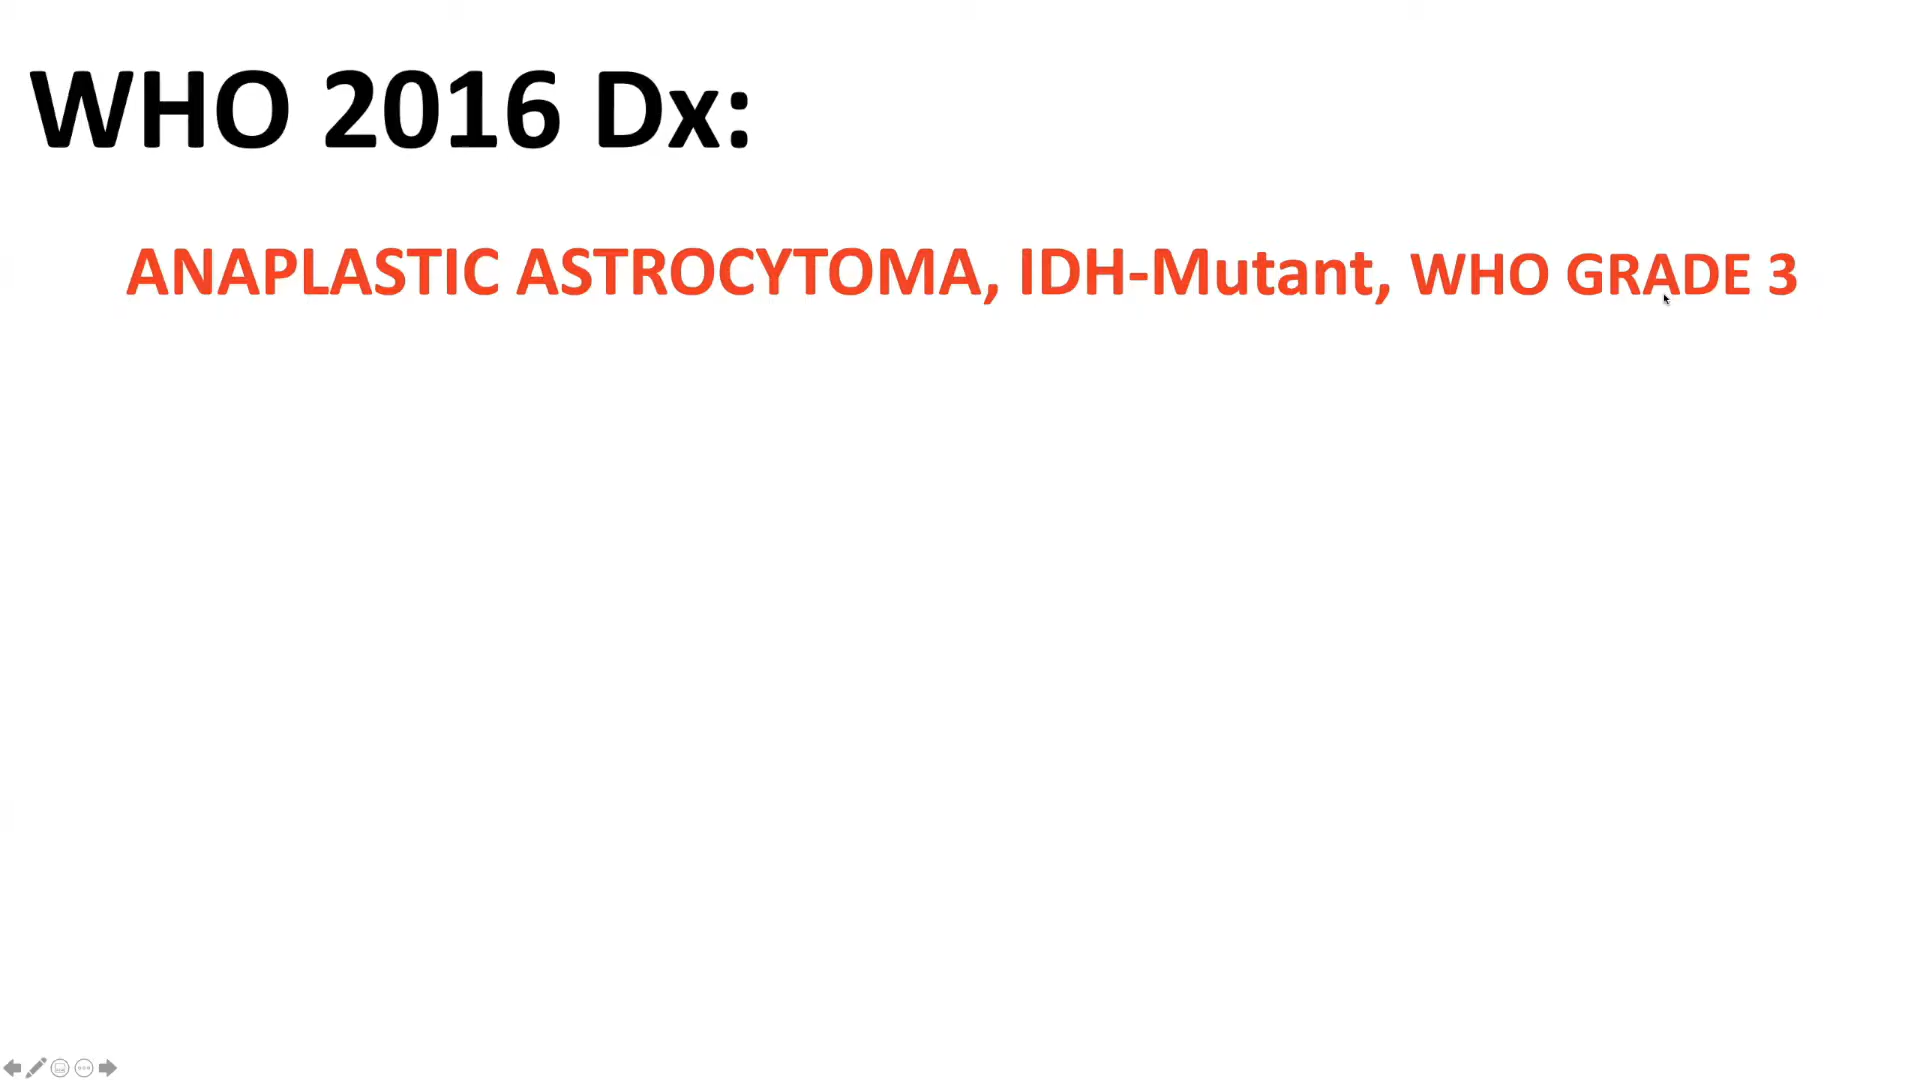 WHO 2016 Dx:
ANAPLASTIC ASTROCYTOMA, IDH-Mutant, WHO GRADE 3